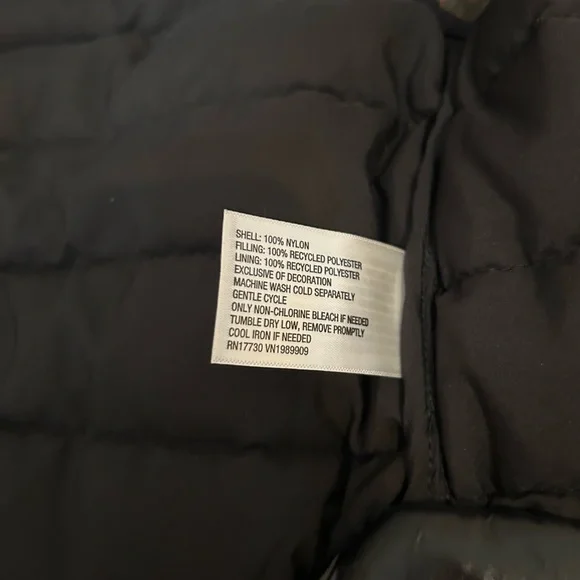 SHELL: 100% NYLON
FILLING: 100% RECYCLED POLYESTER
LINING: 100% RECYCLED POLYESTER
EXCLUSIVE OF DECORATION
MACHINE WASH COLD SEPARATELY
GENTLE CYCLE
ONLY NON-CHLORINE BLEACH IF NEEDED
TUMBLE DRY LOW, REMOVE PROMPTLY
COOL IRON IF NEEDED
RN17730 VN1989909